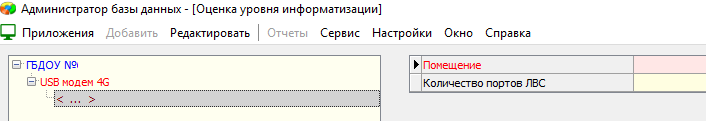 Администратор базы данных - [Оценка уровня информатизации]
Приложения Добавить Редактировать Отчеты Сервис Настройки Окно Справка
ГБДОУ №
USB модем 4G
< ... >
Помещение
Количество портов ЛВС